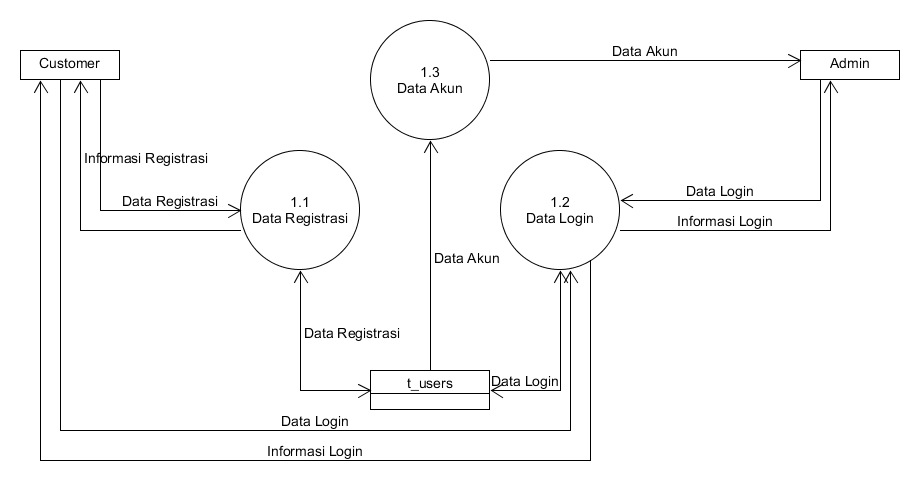 Customer
1.3
Data Akun
Data Akun
Admin
Informasi Registrasi
Data Registrasi
1.1
Data Registrasi
1.2
Data Login
Data Login
Informasi Login
Data Akun
Data Registrasi
t_users
Data Login
Data Login
Informasi Login